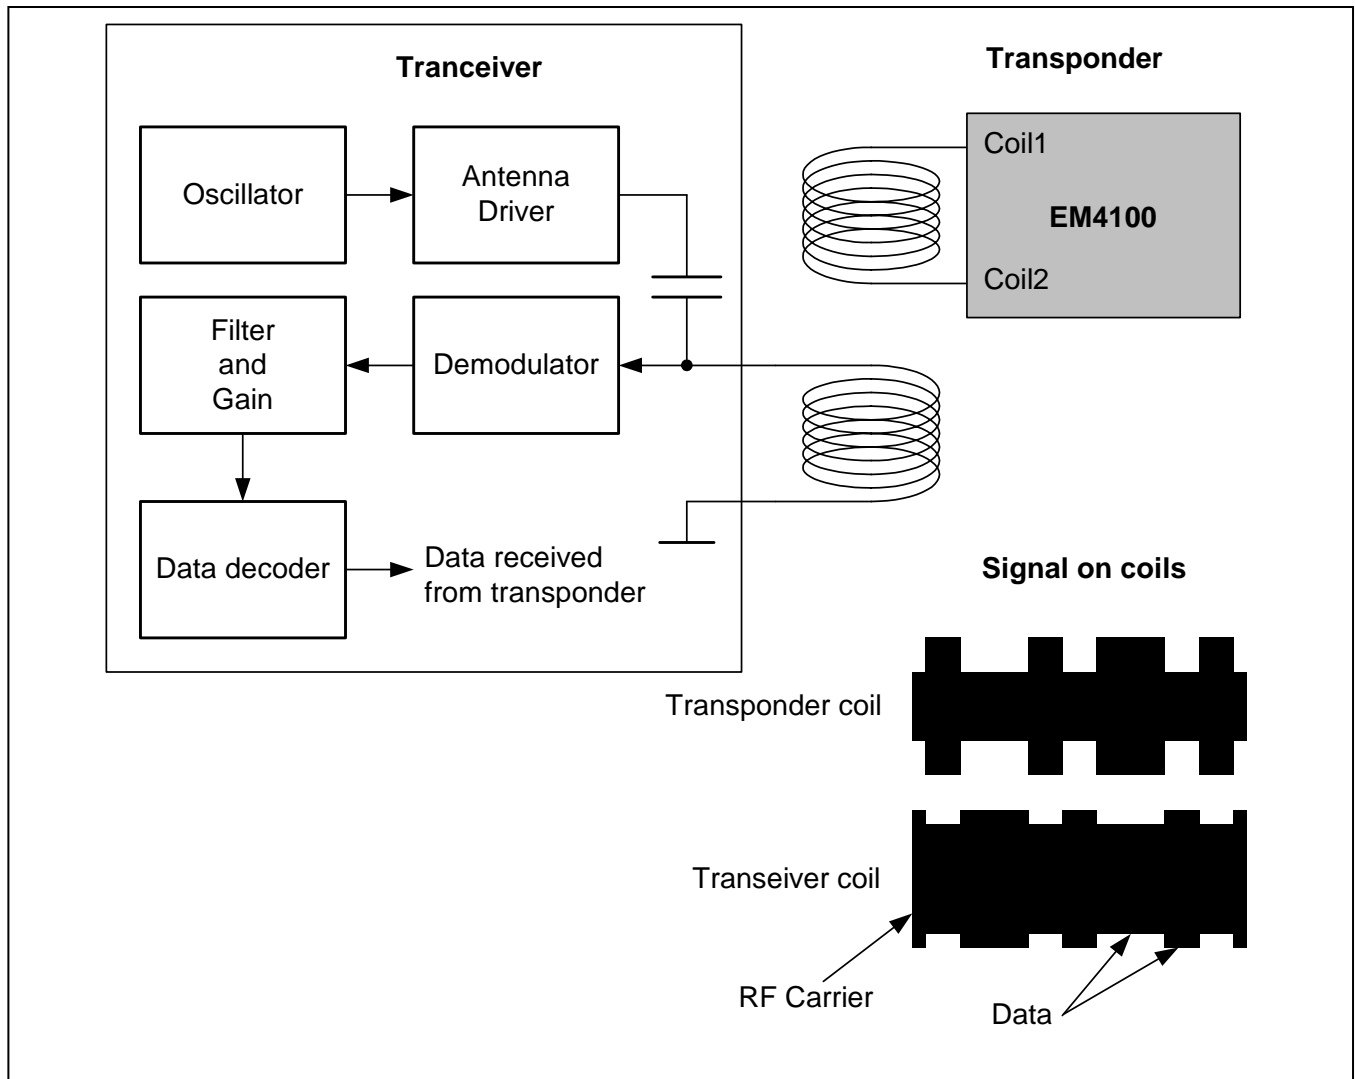 Tranceiver
Transponder
Oscillator
Antenna
Driver
Coil1
EM4100
Coil2
Filter
and
Gain
Demodulator
Data decoder
Data received
from transponder
Signal on coils
Transponder coil
Transeiver coil
RF Carrier
Data